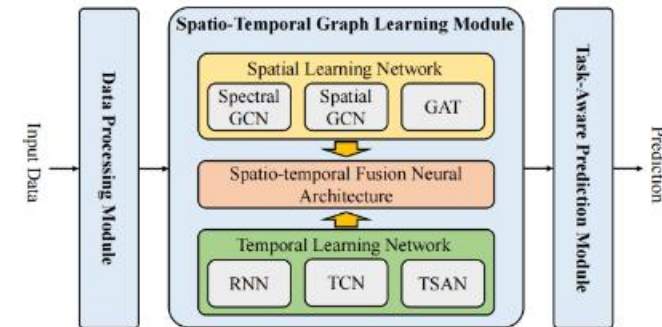 Input Data
Data Processing Module
Spatio-Temporal Graph Learning Module
Spatial Learning Network
Spectral
GCN
Spatial
GCN
GAT
Spatio-temporal Fusion Neural
Architecture
Temporal Learning Network
RNN
TCN
TSAN
Task-Aware Prediction Module
Prediction